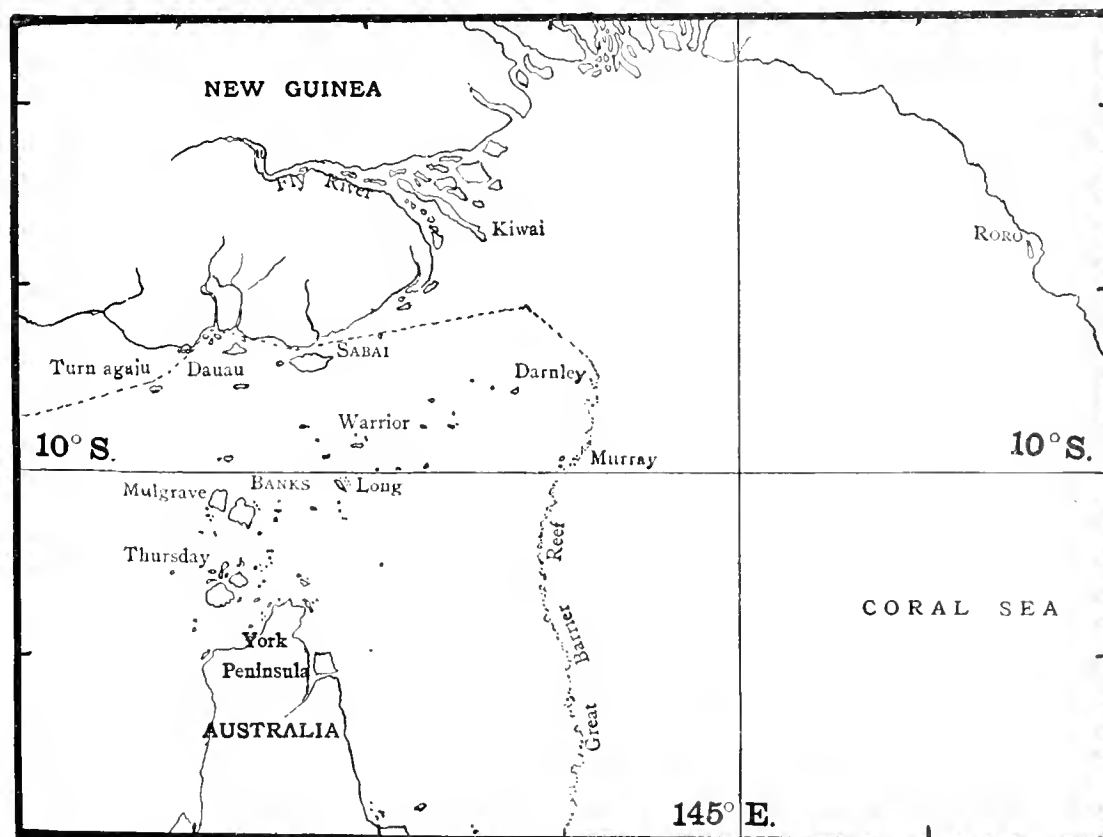 NEW GUINEA
Fly River
Kiwai
RORO
SABAI
Turn agaiu
Dauau
Darnley
Warrior
10° S.
10° S.
Murray
Mulgrave
BANKS
Long
Thursday
CORAL SEA
York
Peninsula
AUSTRALIA
Great Barrier Reef
145° E.